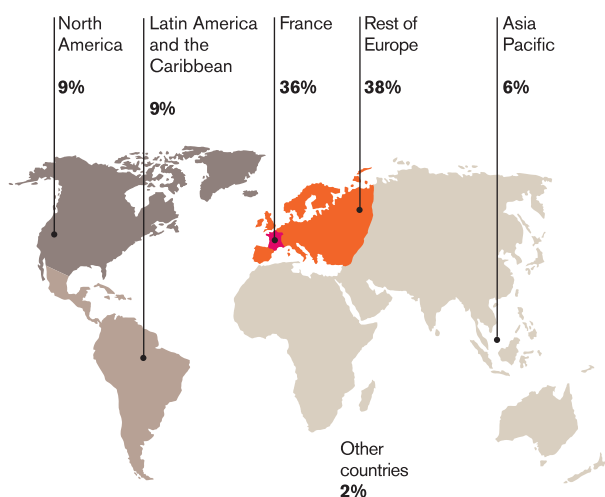 North
America
9%
Latin America
and the
Caribbean
9%
France
36%
Rest of
Europe
38%
Asia
Pacific
6%
Other
countries
2%